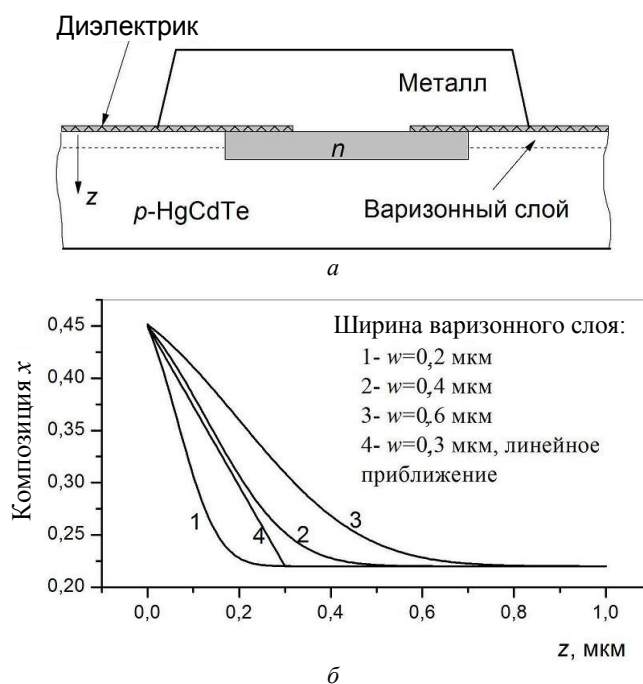 Диэлектрик
Металл
n
z
p-HgCdTe
Варизонный слой
а
Композиция x
0,45
0,40
0,35
0,30
0,25
0,20
Ширина варизонного слоя:
1- w=0,2 мкм
2- w=0,4 мкм
3- w=0,6 мкм
4- w=0,3 мкм, линейное
приближение
1
4
2
3
0,0
0,2
0,4
0,6
0,8
1,0
z, мкм
б